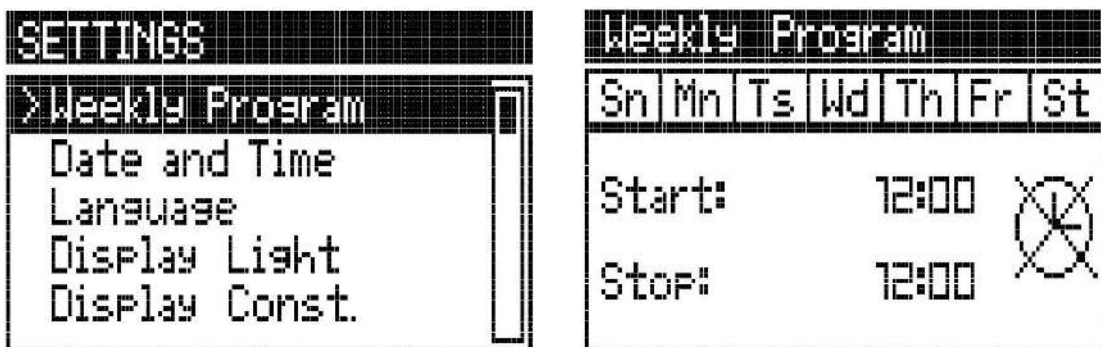 SETTINGS
>Weekly Program
Date and Time
Language
Display Light
Display Const.
Weekly Program
Sn Mn Ts Wd Th Fr St
Start: 12:00
Stop: 12:00